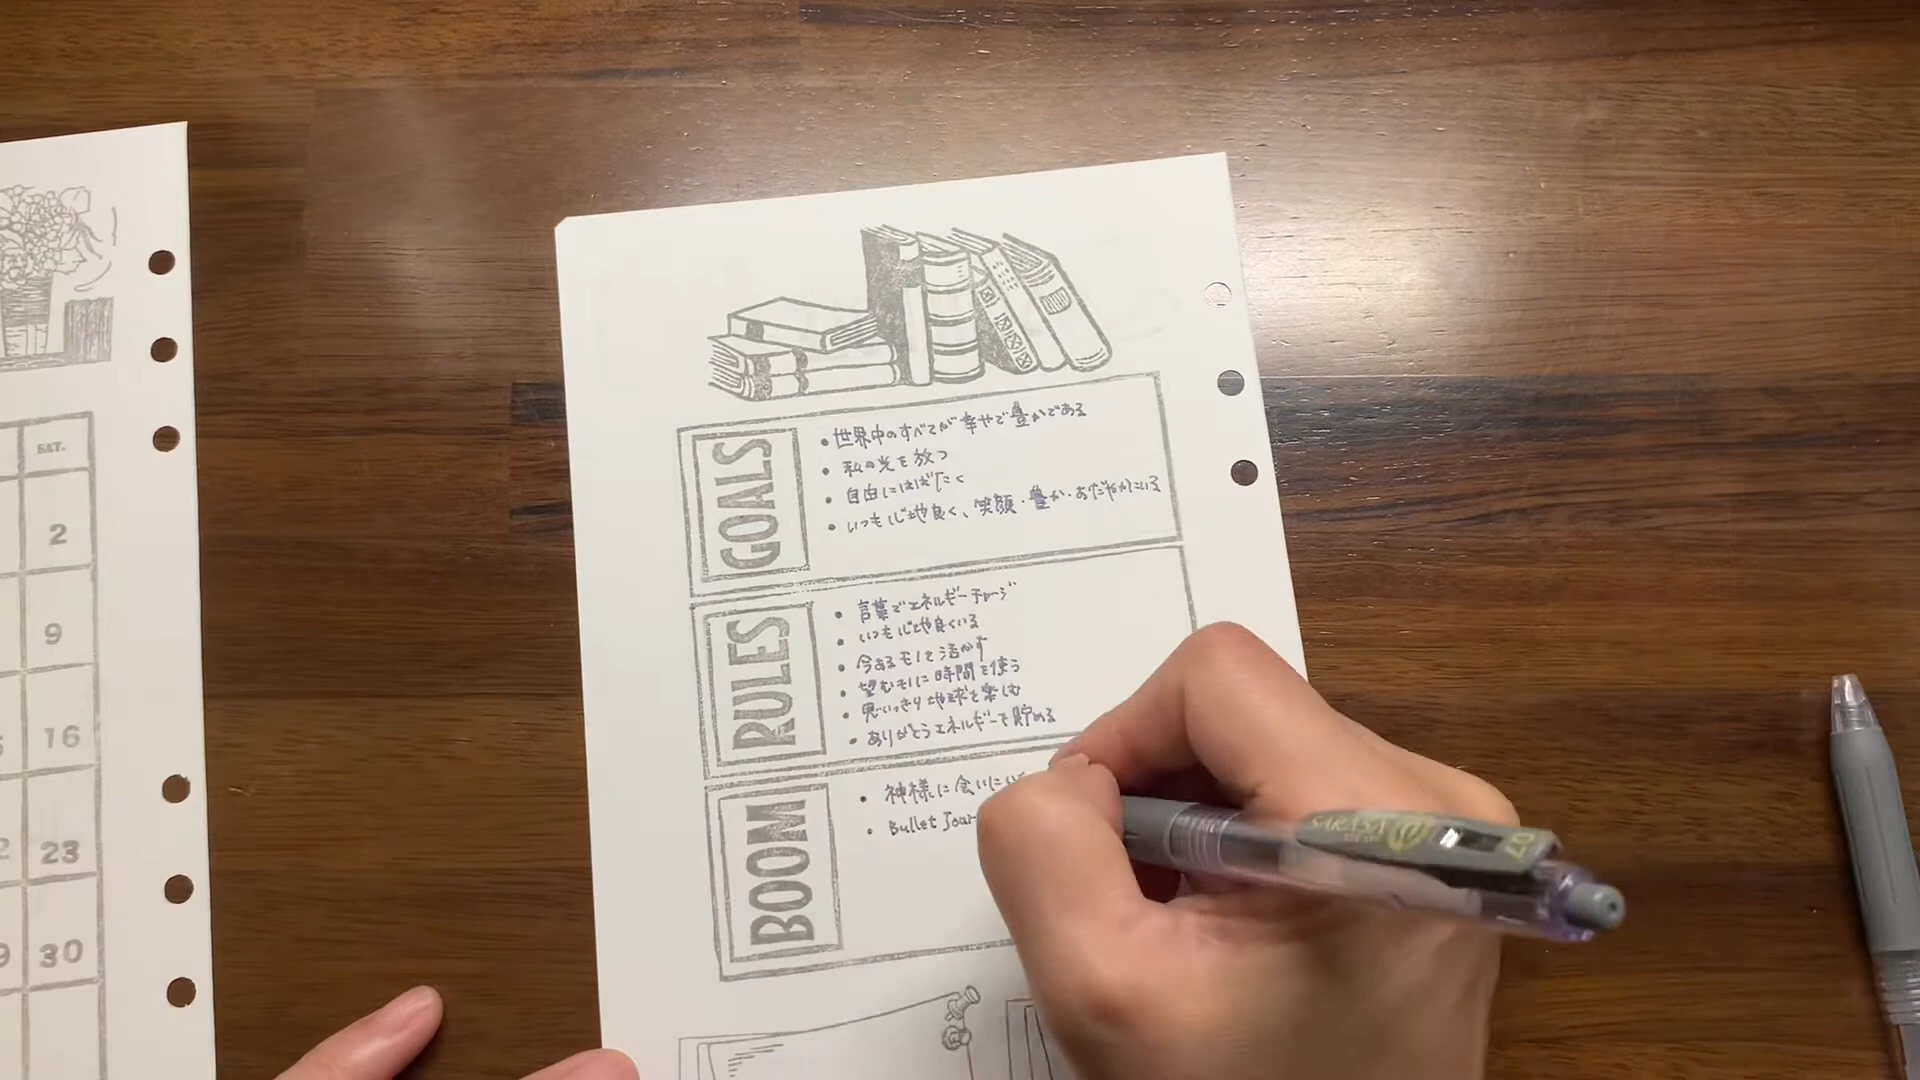 SAT.
2
9
16
23
30
GOALS
• 世界中のすべてが幸せで豊かである
• 私の光を放つ
• 自由にはばたく
• いつも心地良く、笑顔・豊か・おだやかにいる
RULES
• 言葉でエネルギーチャージ
• いつも心地良くいる
• 今あるモノを活かす
• 望むモノに時間を使う
• 思いっきり地球を楽しむ
• ありがとうエネルギーを貯める
BOOM
• 神様に会いに
• Bullet Jour
SARASA
07